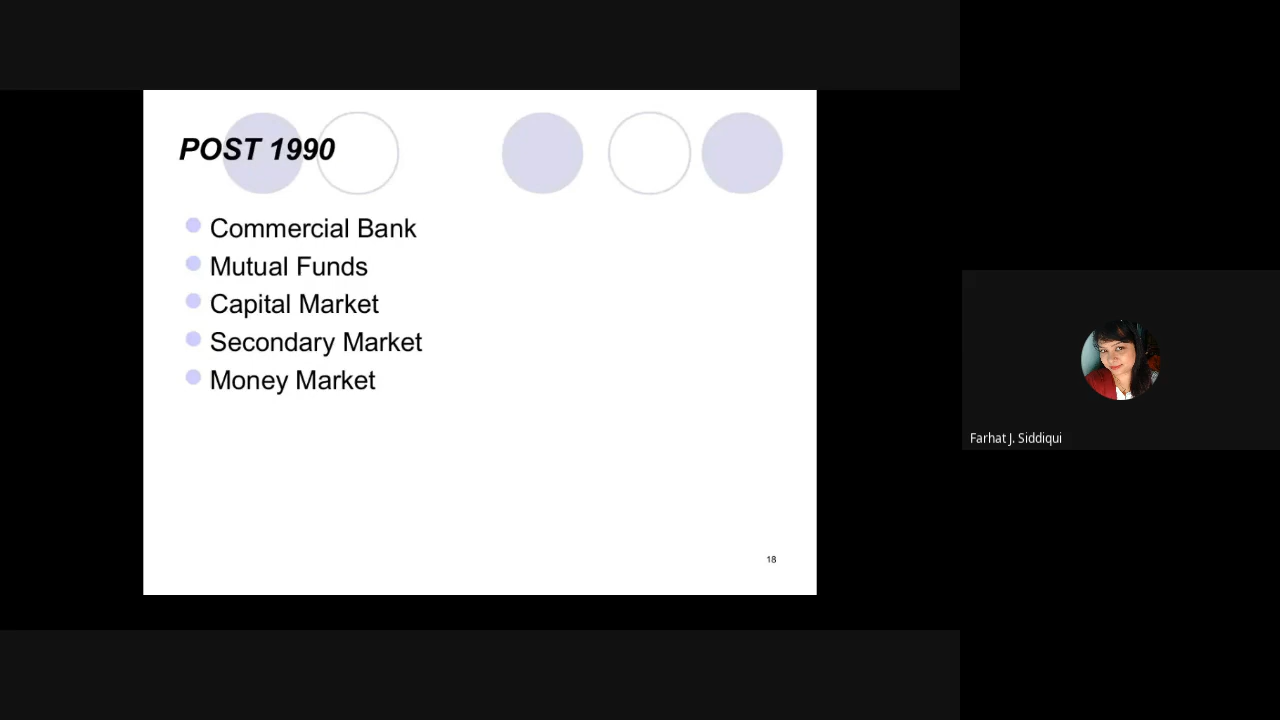 POST 1990
Commercial Bank
Mutual Funds
Capital Market
Secondary Market
Money Market
18
Farhat J. Siddiqui